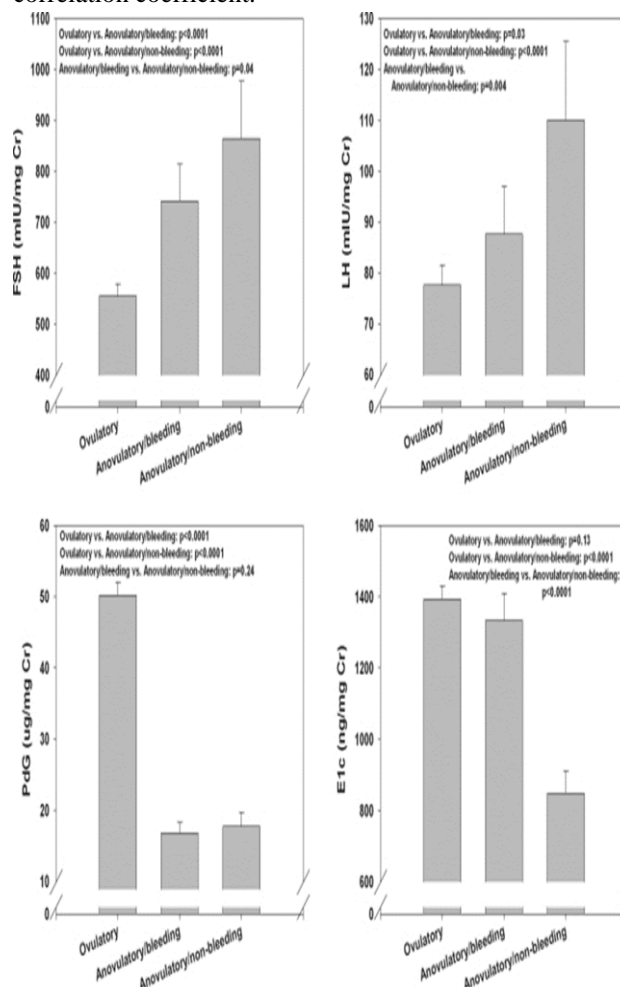 correlation coefficient.
Ovulatory vs. Anovulatory/bleeding: p<0.0001
Ovulatory vs. Anovulatory/non-bleeding: p<0.0001
Anovulatory/bleeding vs. Anovulatory/non-bleeding: p=0.04
FSH (mIU/mg Cr)
1100
1000
900
800
700
600
500
400
0
Ovulatory
Anovulatory/bleeding
Anovulatory/non-bleeding
Ovulatory vs. Anovulatory/bleeding: p=0.03
Ovulatory vs. Anovulatory/non-bleeding: p<0.0001
Anovulatory/bleeding vs.
Anovulatory/non-bleeding: p=0.004
LH (mIU/mg Cr)
130
120
110
100
90
80
70
60
0
Ovulatory
Anovulatory/bleeding
Anovulatory/non-bleeding
Ovulatory vs. Anovulatory/bleeding: p<0.0001
Ovulatory vs. Anovulatory/non-bleeding: p<0.0001
Anovulatory/bleeding vs. Anovulatory/non-bleeding: p=0.24
PdG (ug/mg Cr)
60
50
40
30
20
10
0
Ovulatory
Anovulatory/bleeding
Anovulatory/non-bleeding
Ovulatory vs. Anovulatory/bleeding: p=0.13
Ovulatory vs. Anovulatory/non-bleeding: p<0.0001
Anovulatory/bleeding vs. Anovulatory/non-bleeding:
p<0.0001
E1c (ng/mg Cr)
1600
1400
1200
1000
800
600
0
Ovulatory
Anovulatory/bleeding
Anovulatory/non-bleeding